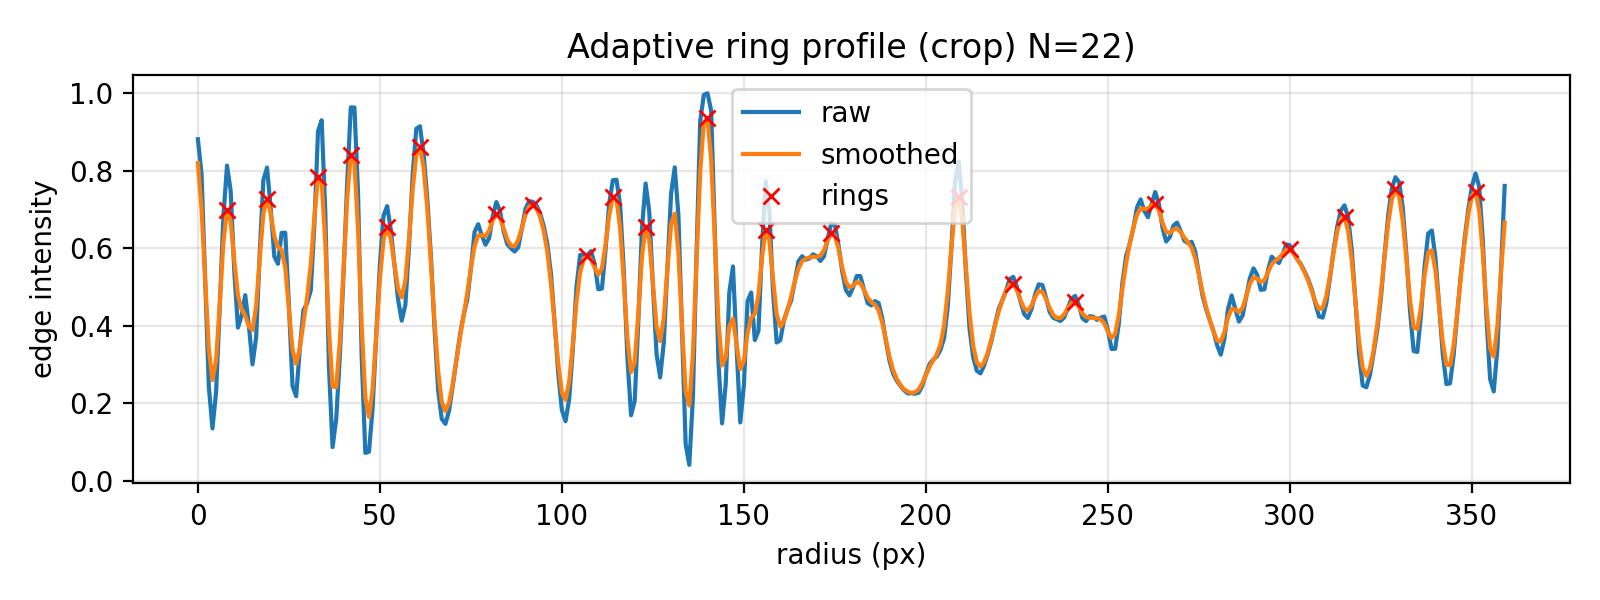 Adaptive ring profile (crop) N=22)
raw
smoothed
rings
edge intensity
1.0
0.8
0.6
0.4
0.2
0.0
0 50 100 150 200 250 300 350
radius (px)